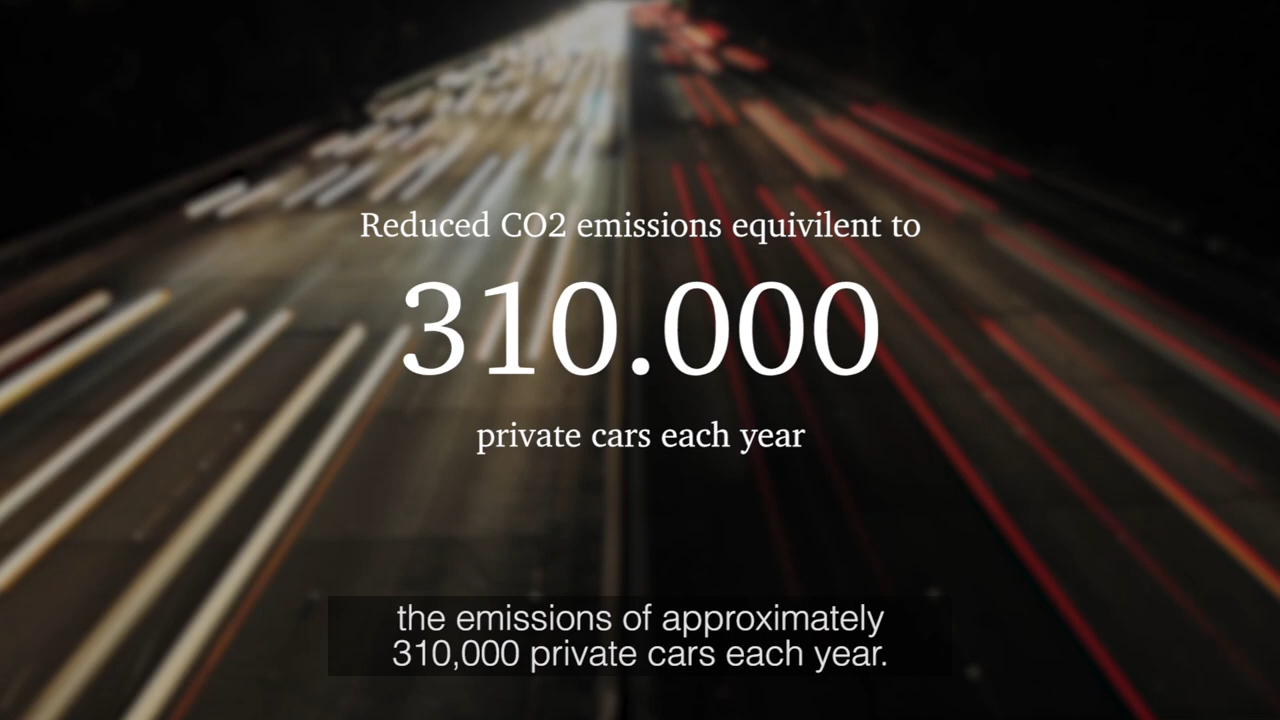 Reduced CO2 emissions equivilent to
310.000
private cars each year
the emissions of approximately
310,000 private cars each year.